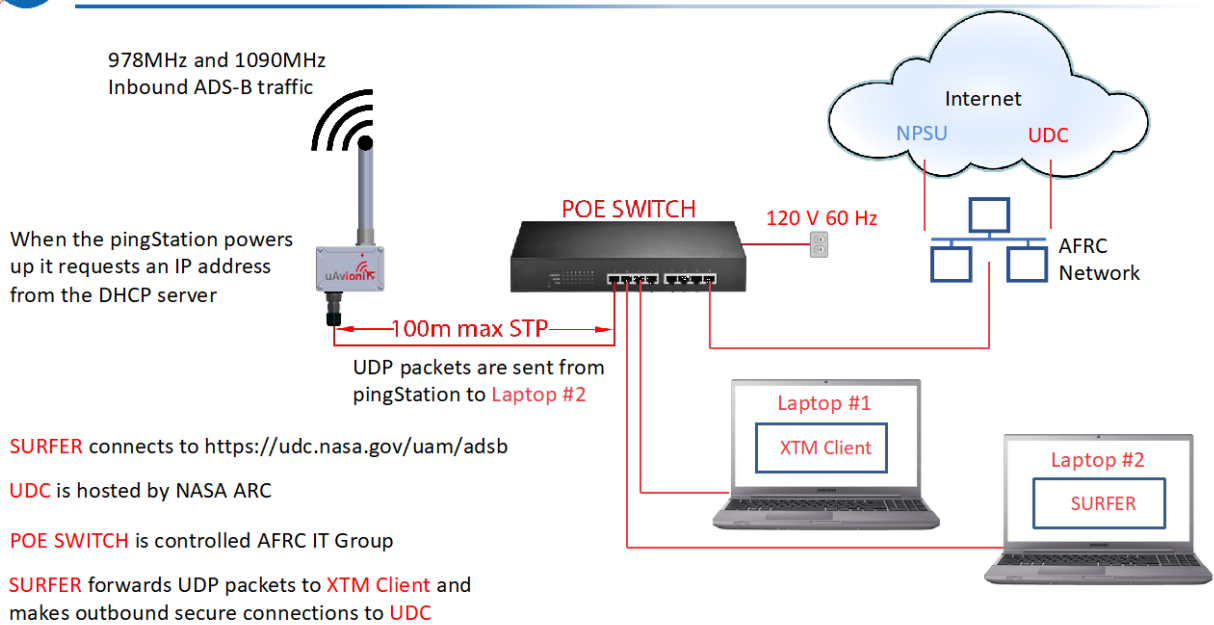 978MHz and 1090MHz
Inbound ADS-B traffic
Internet
NPSU
UDC
POE SWITCH
120 V 60 Hz
When the pingStation powers
up it requests an IP address
from the DHCP server
uAvionix
AFRC
Network
100m max STP
UDP packets are sent from
pingStation to Laptop #2
Laptop #1
XTM Client
SURFER connects to https://udc.nasa.gov/uam/adsb
Laptop #2
SURFER
UDC is hosted by NASA ARC
POE SWITCH is controlled AFRC IT Group
SURFER forwards UDP packets to XTM Client and
makes outbound secure connections to UDC